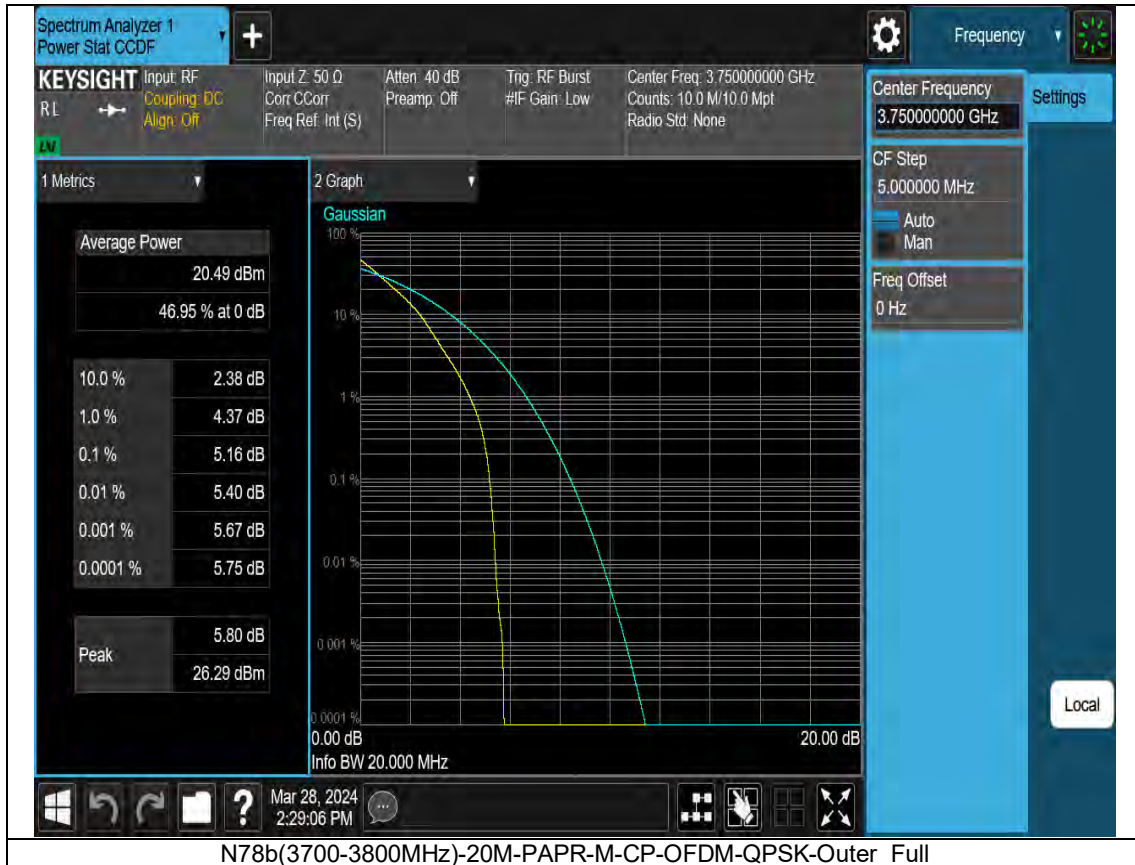 Spectrum Analyzer 1
Power Stat CCDF
+
Frequency
KEYSIGHT
RL
LNI
Input: RF
Coupling: DC
Align: Off
Input Z: 50 Ω
Corr CCorr
Freq Ref: Int (S)
Atten: 40 dB
Preamp: Off
Trig: RF Burst
#IF Gain: Low
Center Freq: 3.750000000 GHz
Counts: 10.0 M/10.0 Mpt
Radio Std: None
Center Frequency
3.750000000 GHz
Settings
CF Step
5.000000 MHz
Auto
Man
Freq Offset
0 Hz
Local
1 Metrics
Average Power
20.49 dBm
46.95 % at 0 dB
10.0 % 2.38 dB
1.0 % 4.37 dB
0.1 % 5.16 dB
0.01 % 5.40 dB
0.001 % 5.67 dB
0.0001 % 5.75 dB
Peak
5.80 dB
26.29 dBm
2 Graph
Gaussian
100 %
10 %
1 %
0.1 %
0.01 %
0.001 %
0.0001 %
0.00 dB 20.00 dB
Info BW 20.000 MHz
?
Mar 28, 2024
2:29:06 PM
N78b(3700-3800MHz)-20M-PAPR-M-CP-OFDM-QPSK-Outer_Full